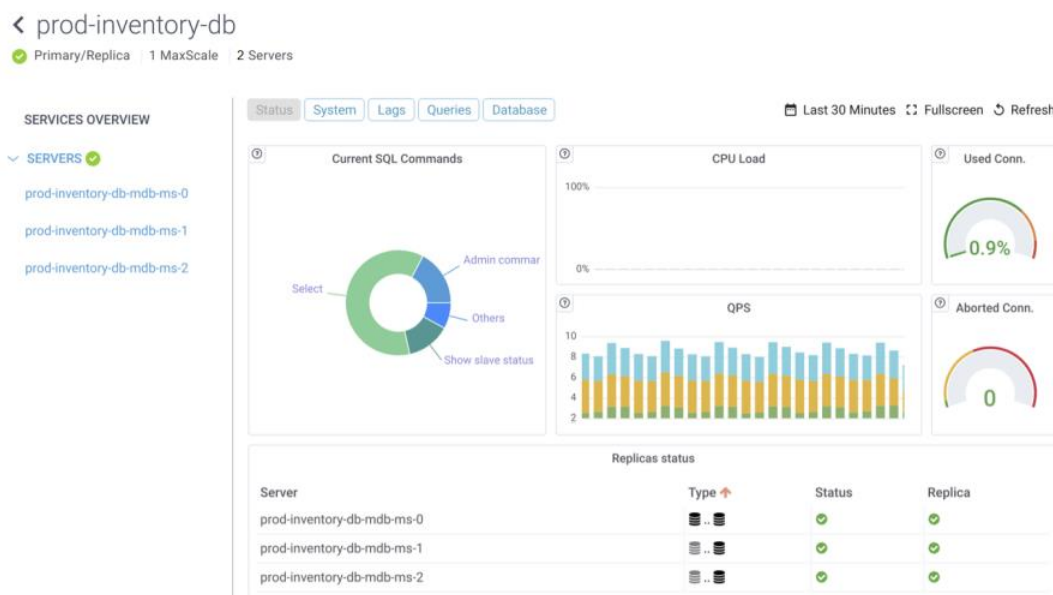 prod-inventory-db
Primary/Replica 1 MaxScale 2 Servers
SERVICES OVERVIEW
SERVERS
prod-inventory-db-mdb-ms-0
prod-inventory-db-mdb-ms-1
prod-inventory-db-mdb-ms-2
Status System Lags Queries Database
Last 30 Minutes Fullscreen Refresh
Current SQL Commands
Select
Admin commar
Others
Show slave status
CPU Load
100%
0%
Used Conn.
0.9%
QPS
10
8
6
4
2
Aborted Conn.
0
Replicas status
Server Type Status Replica
prod-inventory-db-mdb-ms-0 ..
prod-inventory-db-mdb-ms-1 ..
prod-inventory-db-mdb-ms-2 ..